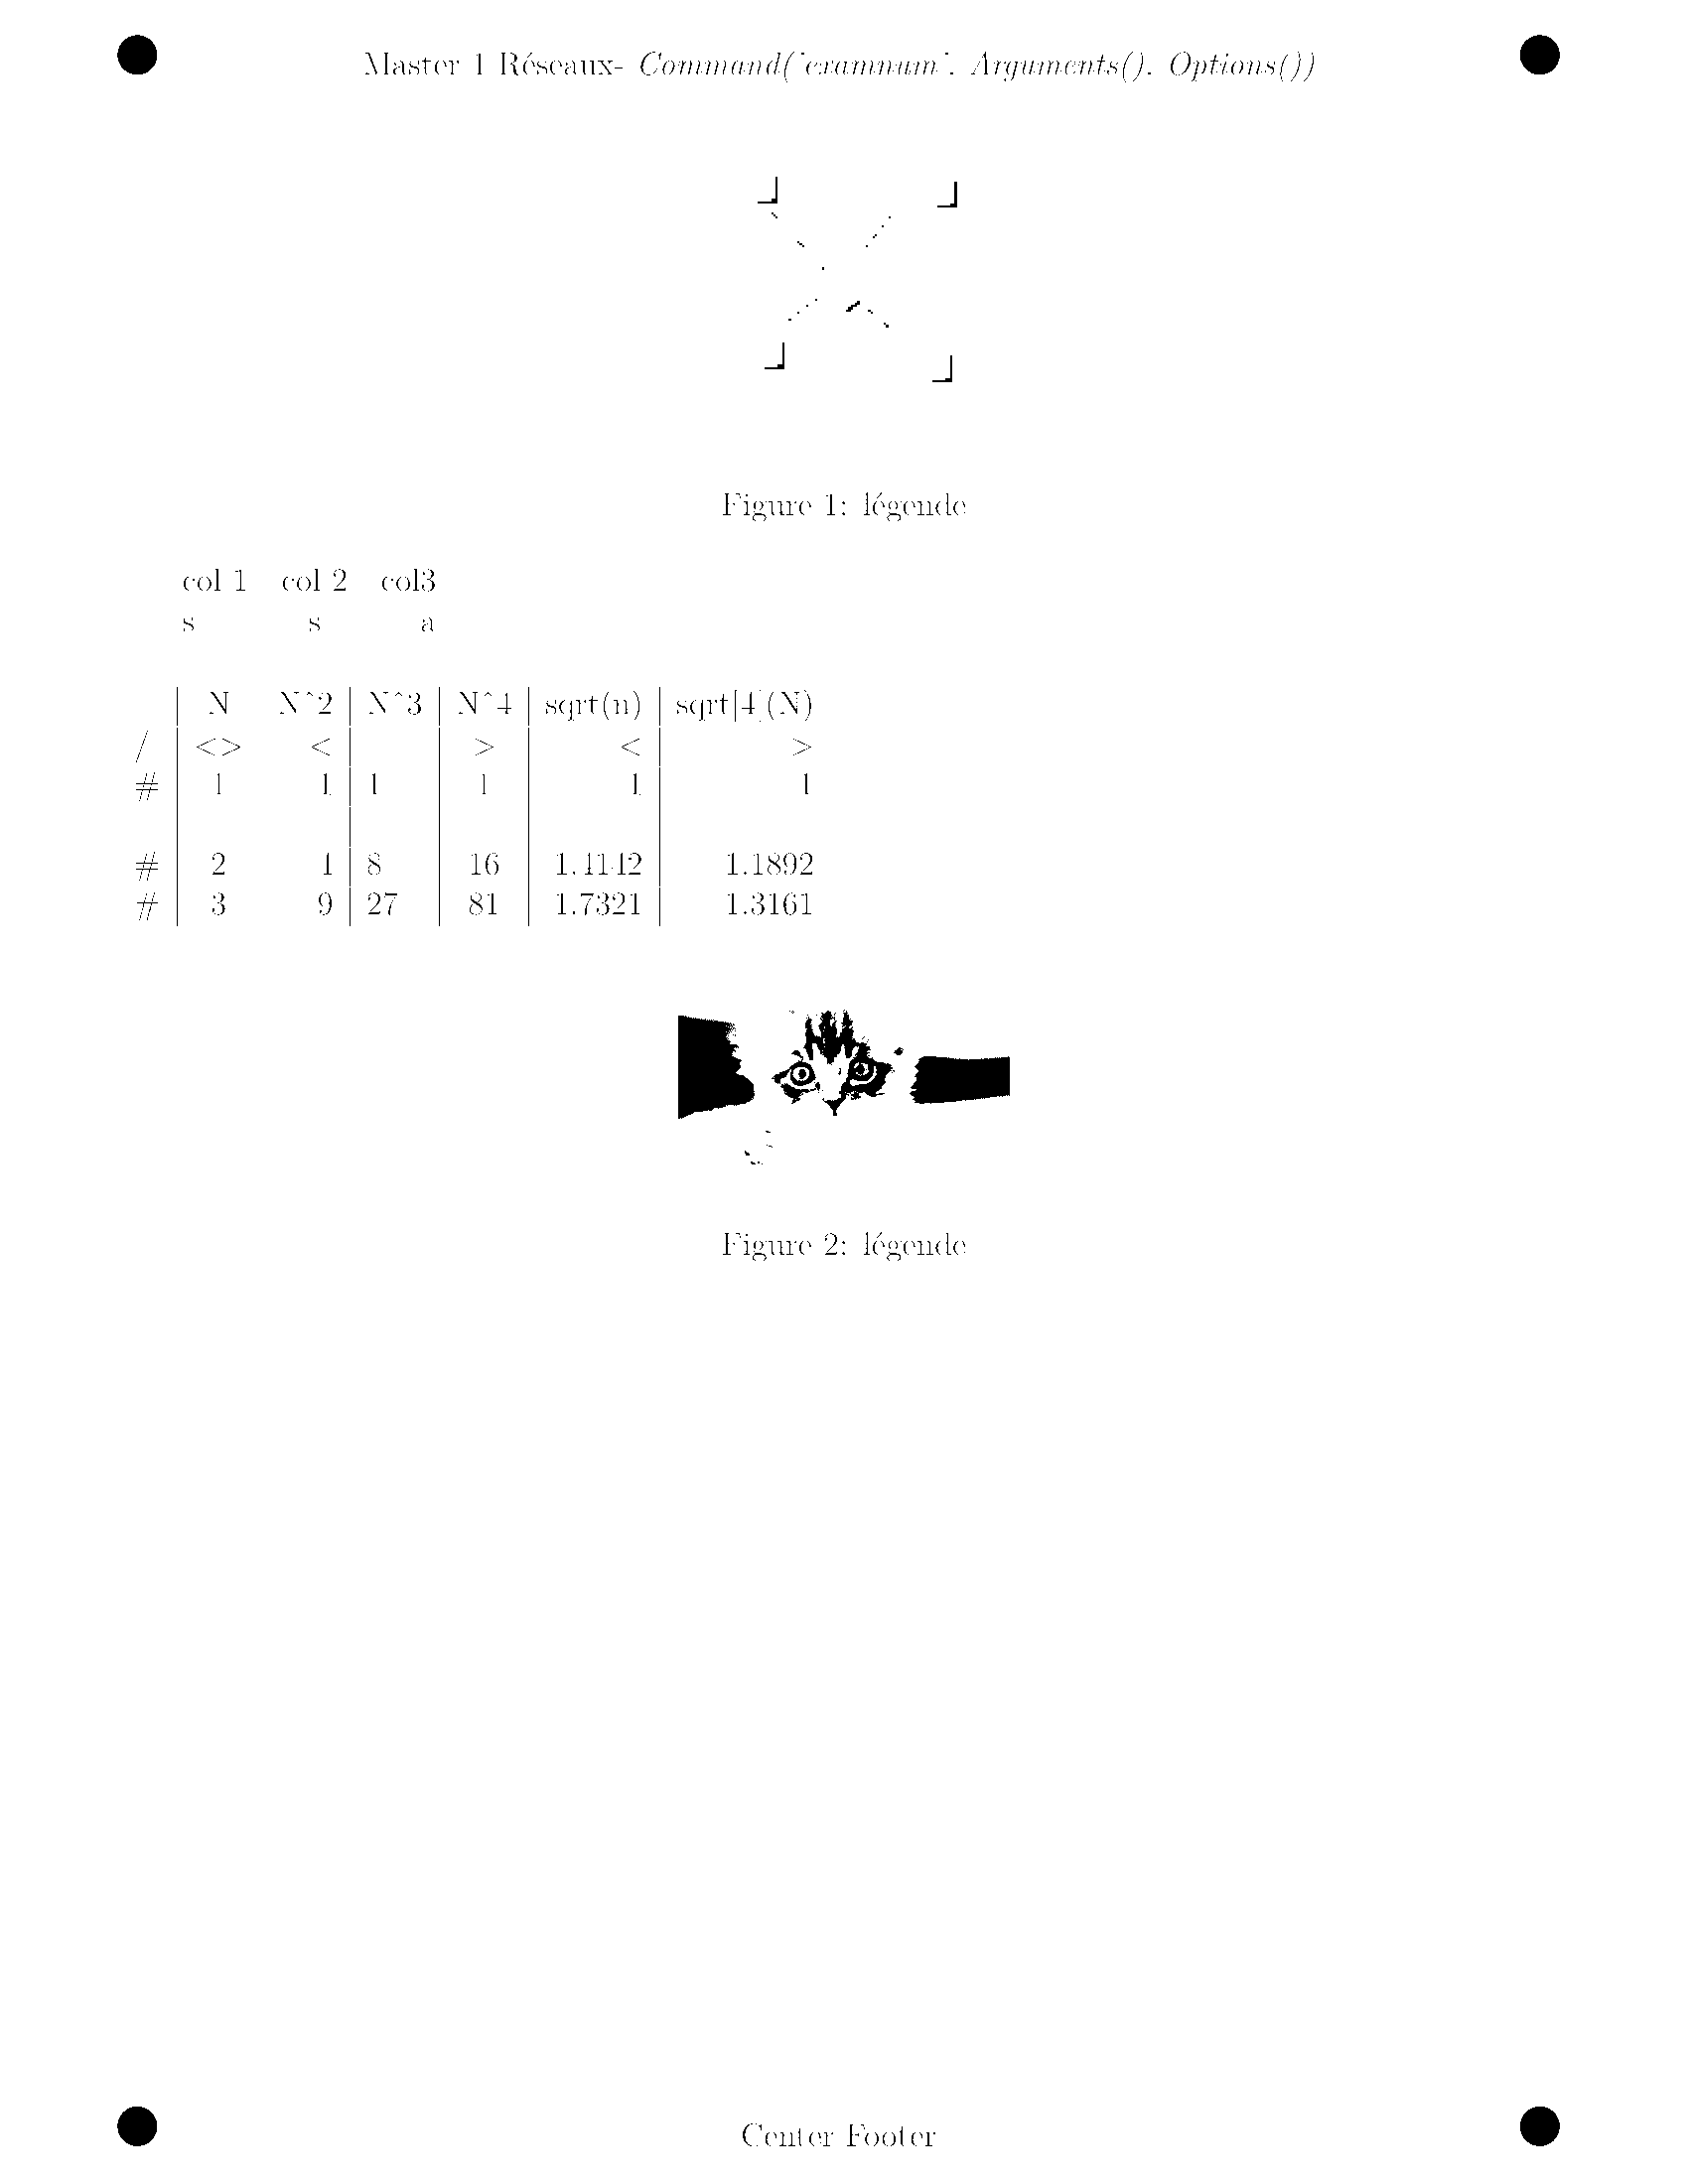 Master 1 Réseaux- Command('examnum', Arguments(), Options())
Figure 1: légende
col 1 col 2 col3
s s a
N N^2 N^3 N^4 sqrt(n) sqrt[4](N)
/ <> < > < >
# 1 1 1 1 1 1
# 2 4 8 16 1.4142 1.1892
# 3 9 27 81 1.7321 1.3161
Figure 2: légende
Center Footer